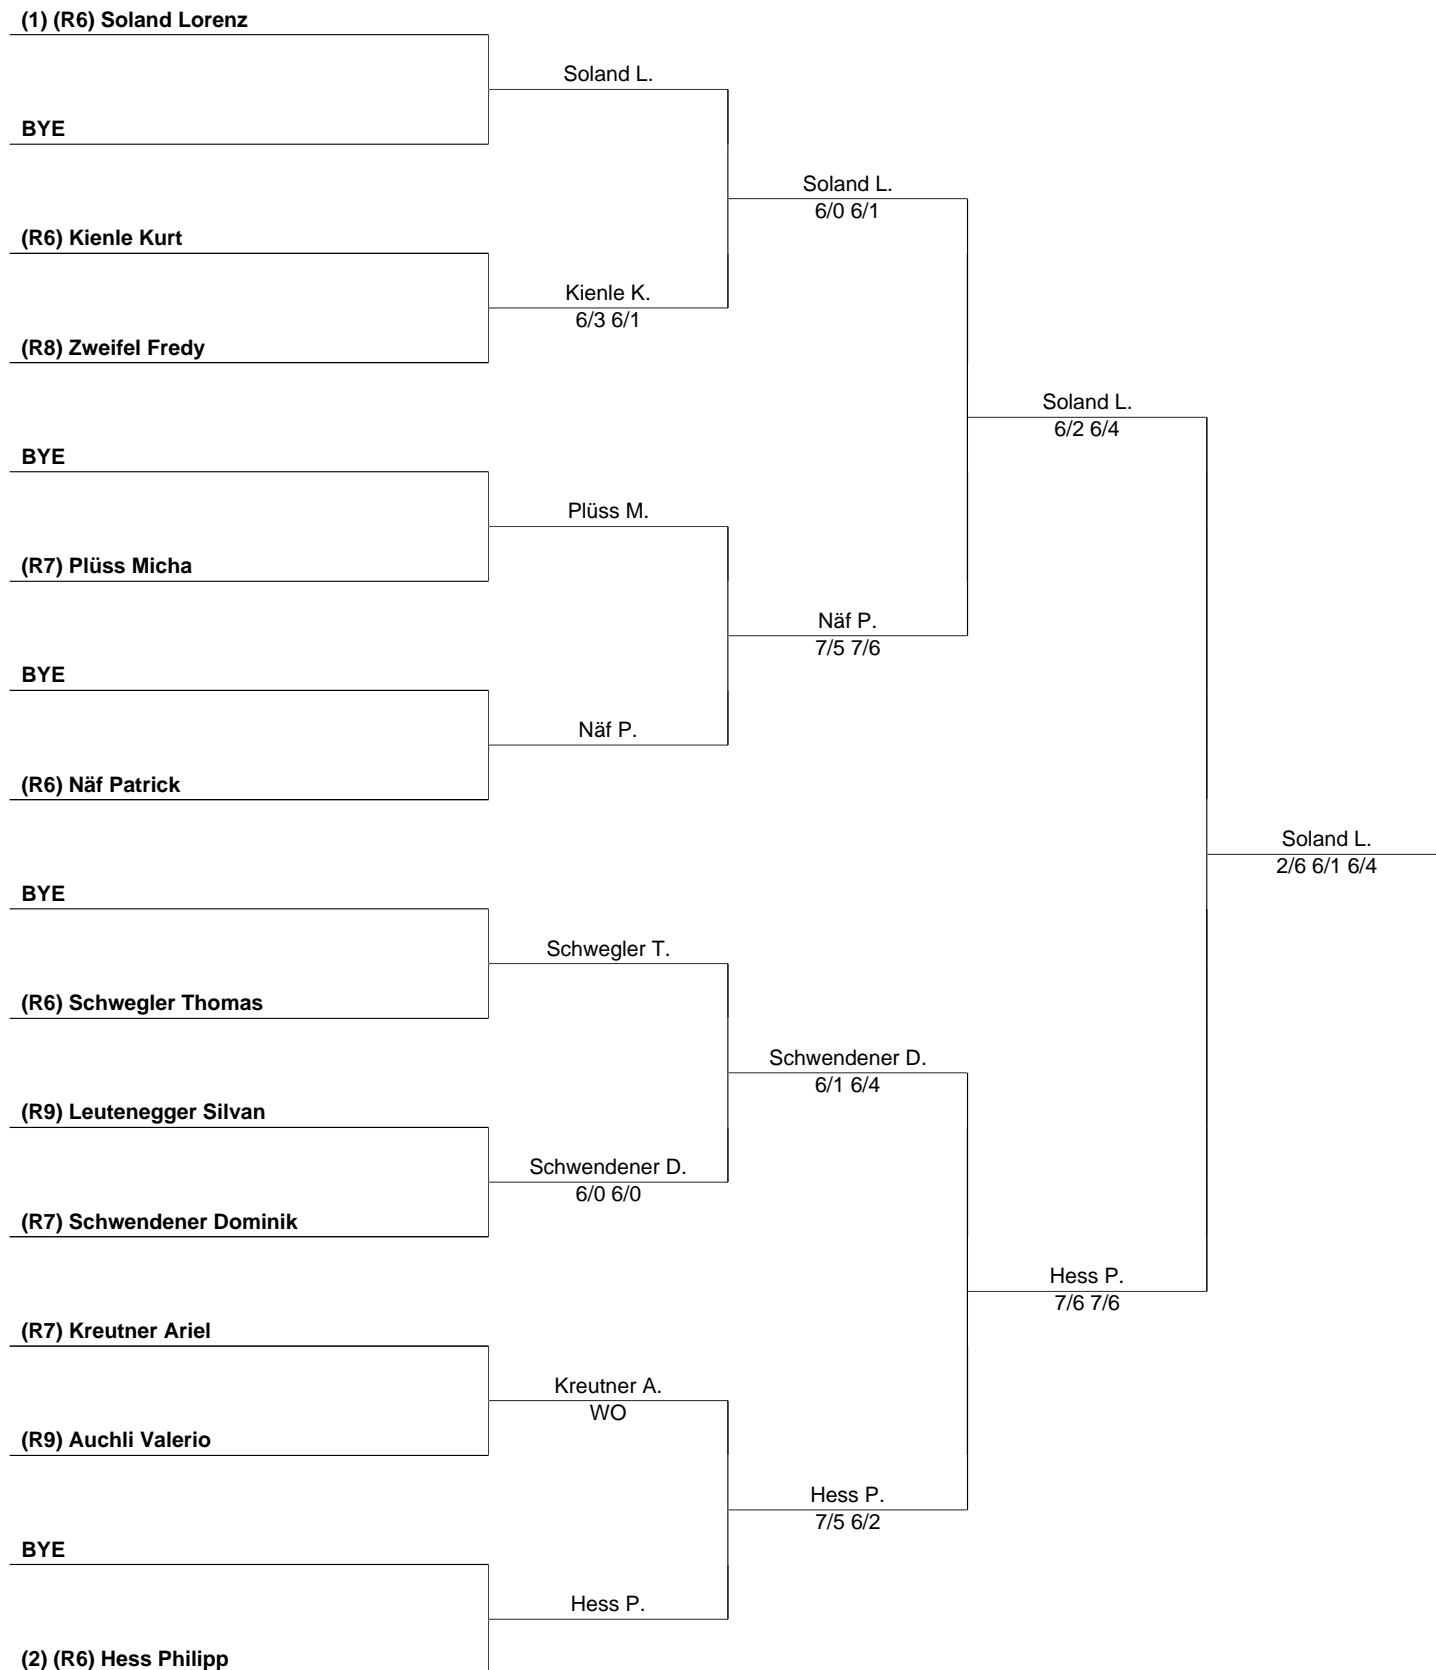 (1) (R6) Soland Lorenz
Soland L.
BYE
Soland L.
6/0 6/1
(R6) Kienle Kurt
Kienle K.
6/3 6/1
(R8) Zweifel Fredy
Soland L.
6/2 6/4
BYE
Plüss M.
(R7) Plüss Micha
Näf P.
7/5 7/6
BYE
Näf P.
(R6) Näf Patrick
Soland L.
2/6 6/1 6/4
BYE
Schwegler T.
(R6) Schwegler Thomas
Schwendener D.
6/1 6/4
(R9) Leutenegger Silvan
Schwendener D.
6/0 6/0
(R7) Schwendener Dominik
Hess P.
7/6 7/6
(R7) Kreutner Ariel
Kreutner A.
WO
(R9) Auchli Valerio
Hess P.
7/5 6/2
BYE
Hess P.
(2) (R6) Hess Philipp